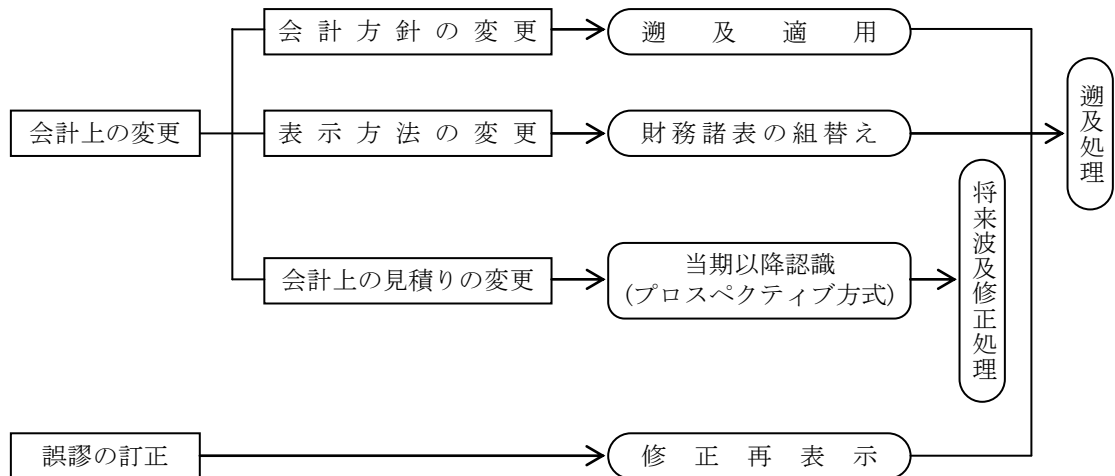 会計方針の変更
遡及適用
会計上の変更
表示方法の変更
財務諸表の組替え
遡及処理
会計上の見積りの変更
当期以降認識
(プロスペクティブ方式)
将来波及修正処理
誤謬の訂正
修正再表示